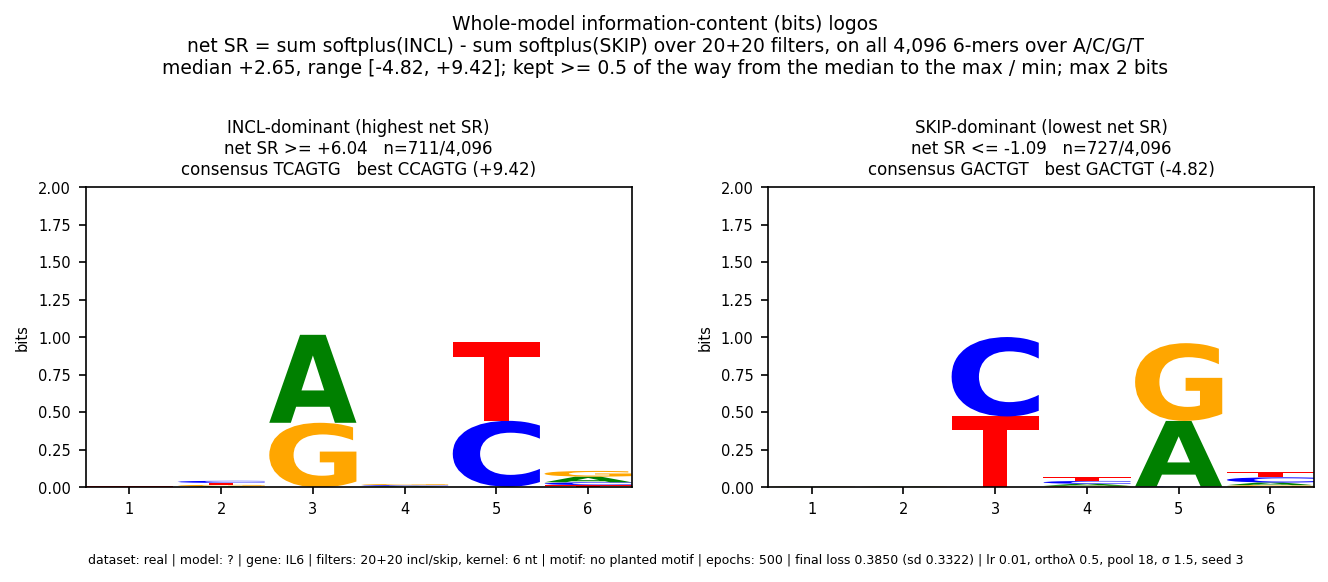 Whole-model information-content (bits) logos
net SR = sum softplus(INCL) - sum softplus(SKIP) over 20+20 filters, on all 4,096 6-mers over A/C/G/T
median +2.65, range [-4.82, +9.42]; kept >= 0.5 of the way from the median to the max / min; max 2 bits
INCL-dominant (highest net SR)
net SR >= +6.04 n=711/4,096
consensus TCAGTG best CCAGTG (+9.42)
2.00
1.75
1.50
1.25
1.00
0.75
0.50
0.25
0.00
bits
A
G
T
C
1 2 3 4 5 6
SKIP-dominant (lowest net SR)
net SR <= -1.09 n=727/4,096
consensus GACTGT best GACTGT (-4.82)
2.00
1.75
1.50
1.25
1.00
0.75
0.50
0.25
0.00
bits
C
T
G
A
1 2 3 4 5 6
dataset: real | model: ? | gene: IL6 | filters: 20+20 incl/skip, kernel: 6 nt | motif: no planted motif | epochs: 500 | final loss 0.3850 (sd 0.3322) | lr 0.01, orthoλ 0.5, pool 18, σ 1.5, seed 3